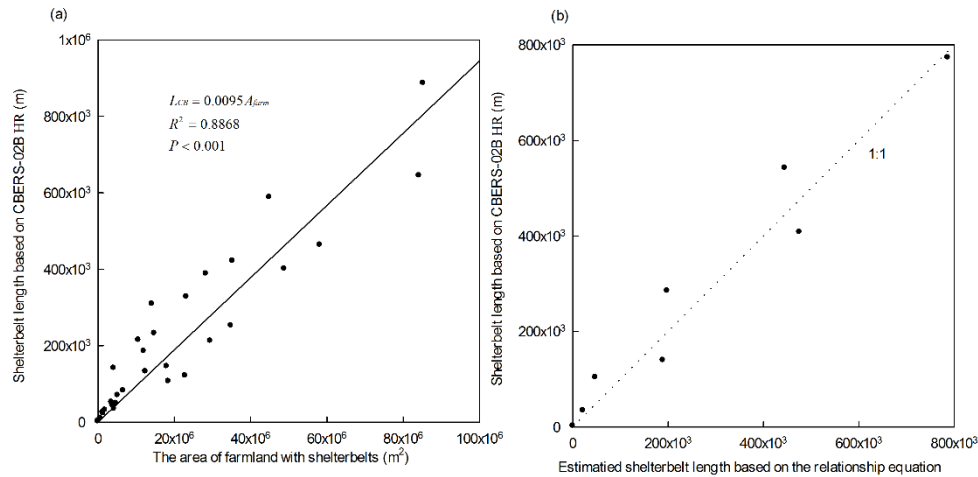 (a)
1x10⁶
800x10³
600x10³
400x10³
200x10³
0
Shelterbelt length based on CBERS-02B HR (m)
L_CB = 0.0095A_farm
R² = 0.8868
P < 0.001
0 20x10⁶ 40x10⁶ 60x10⁶ 80x10⁶ 100x10⁶
The area of farmland with shelterbelts (m²)
(b)
800x10³
600x10³
400x10³
200x10³
0
Shelterbelt length based on CBERS-02B HR (m)
1:1
0 200x10³ 400x10³ 600x10³ 800x10³
Estimatied shelterbelt length based on the relationship equation